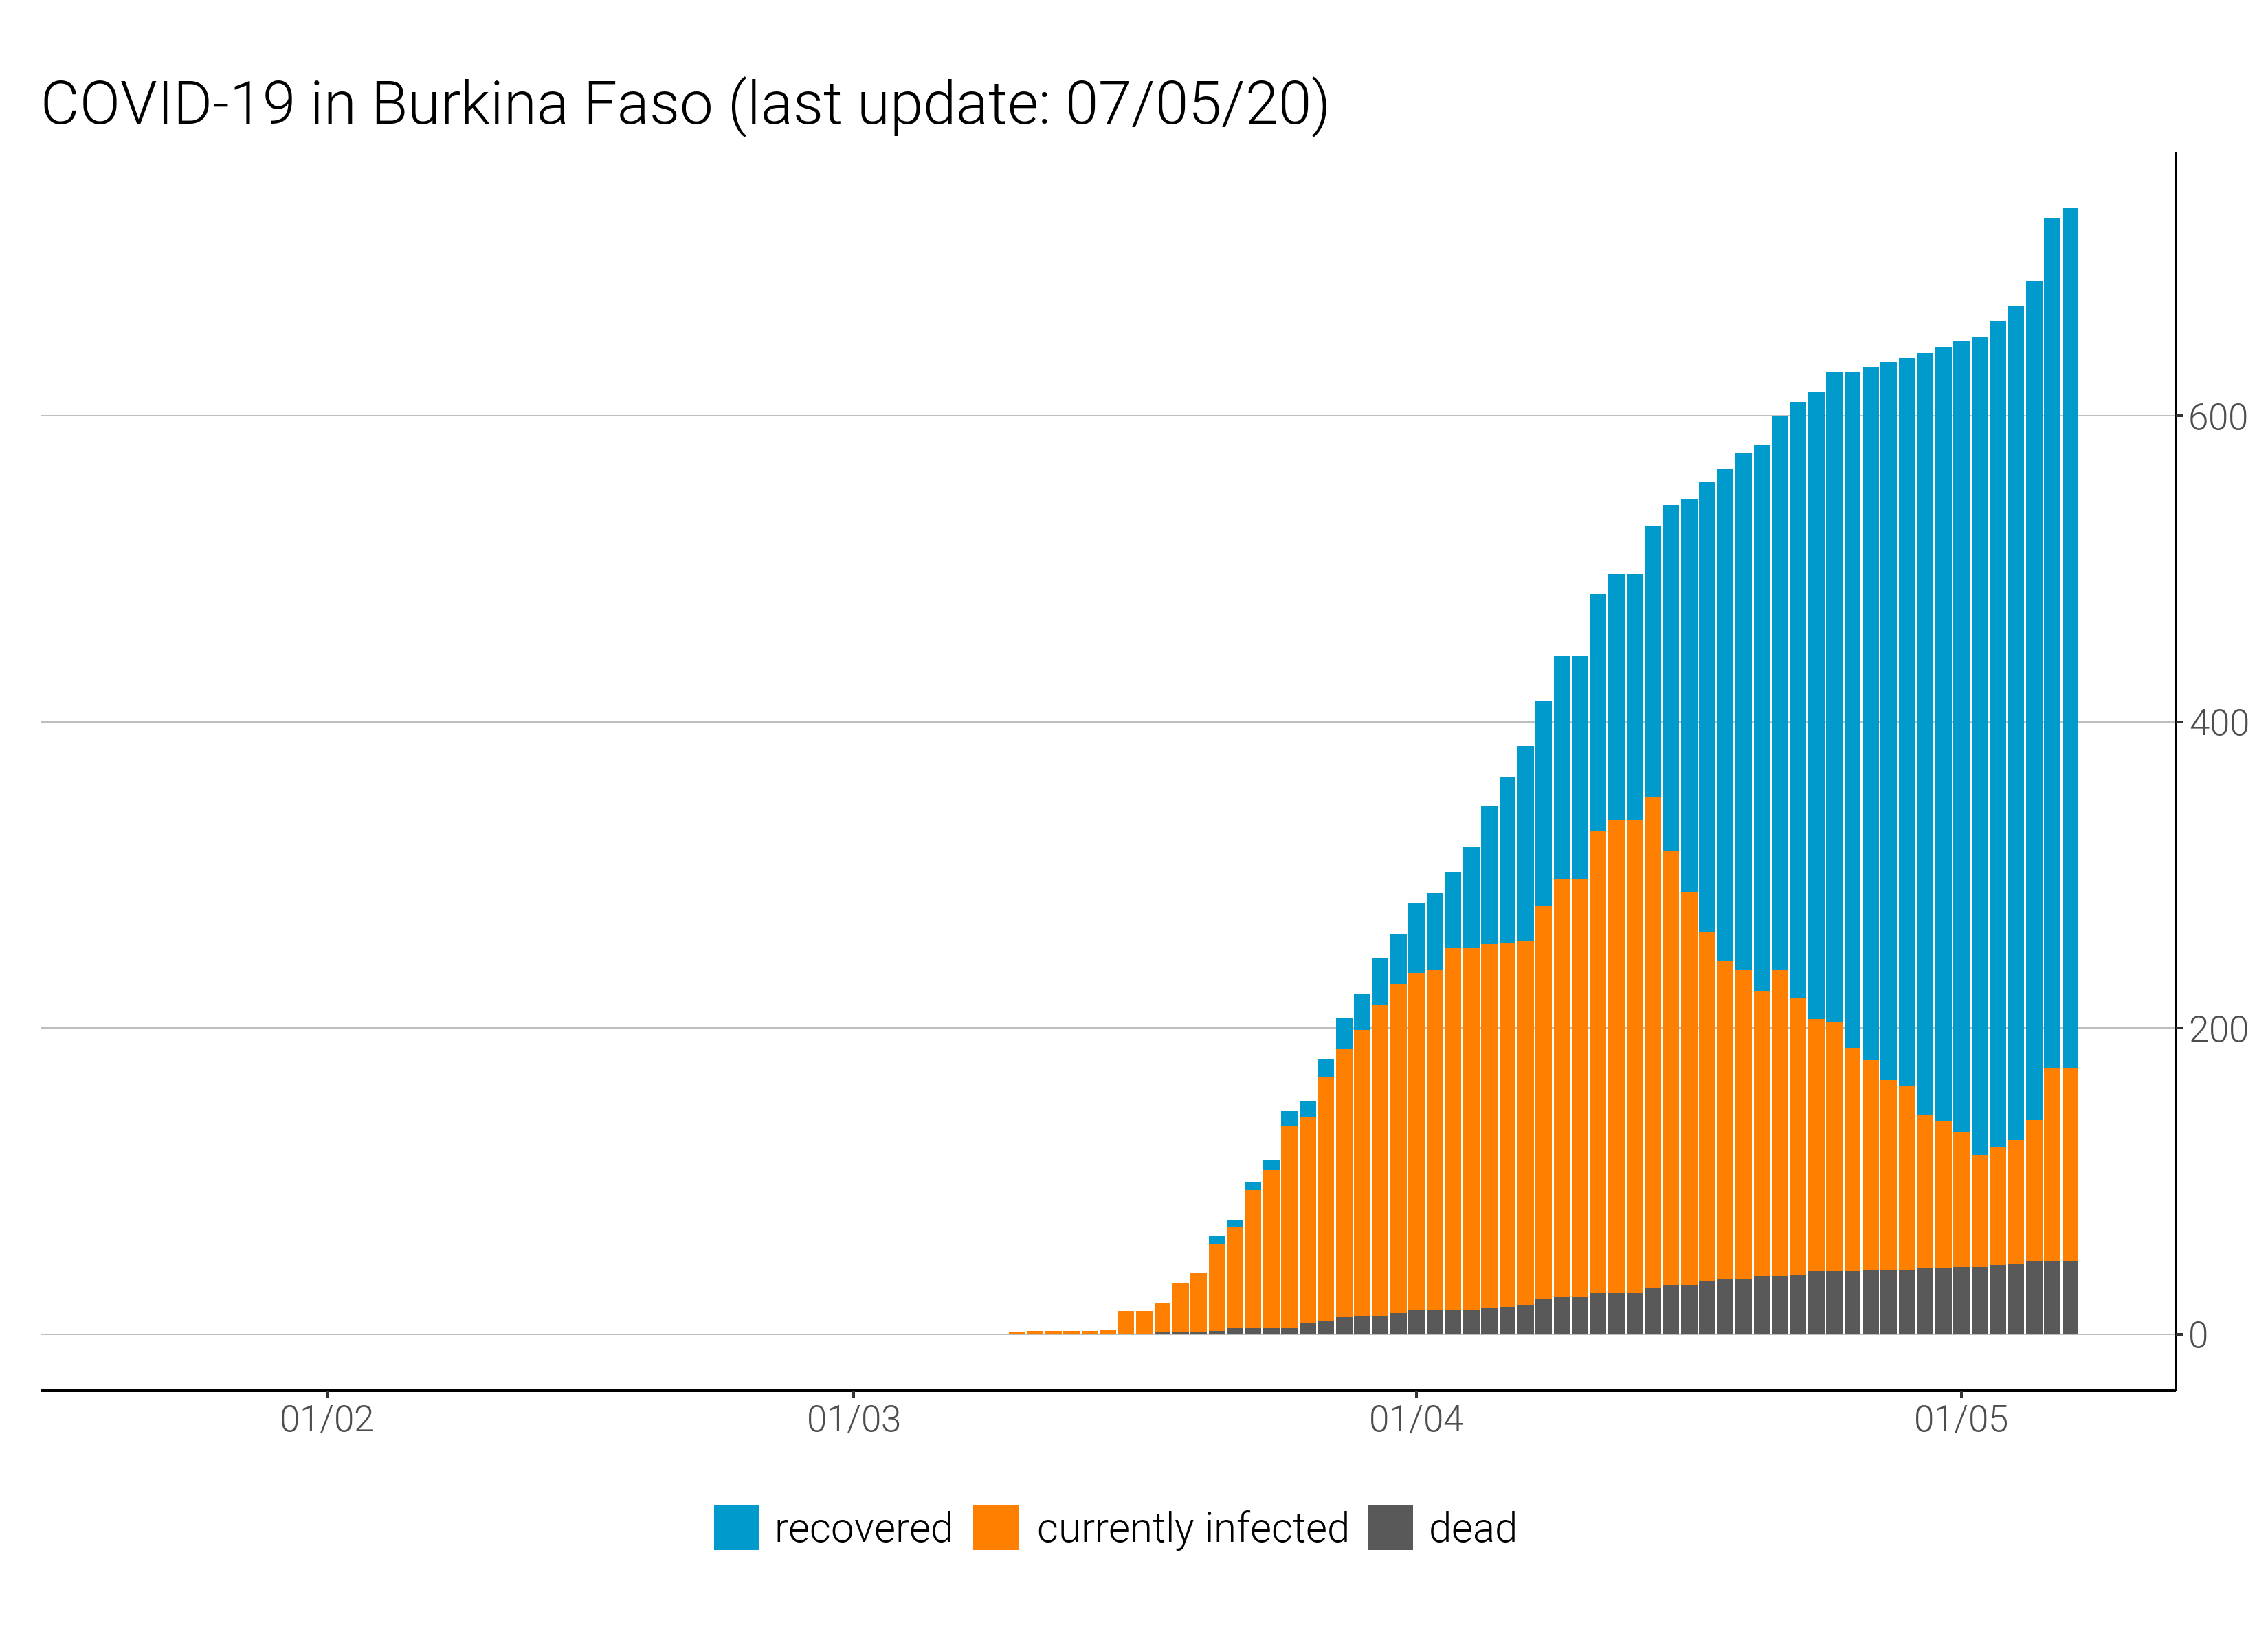 COVID-19 in Burkina Faso (last update: 07/05/20)
600
400
200
0
01/02 01/03 01/04 01/05
recovered currently infected dead